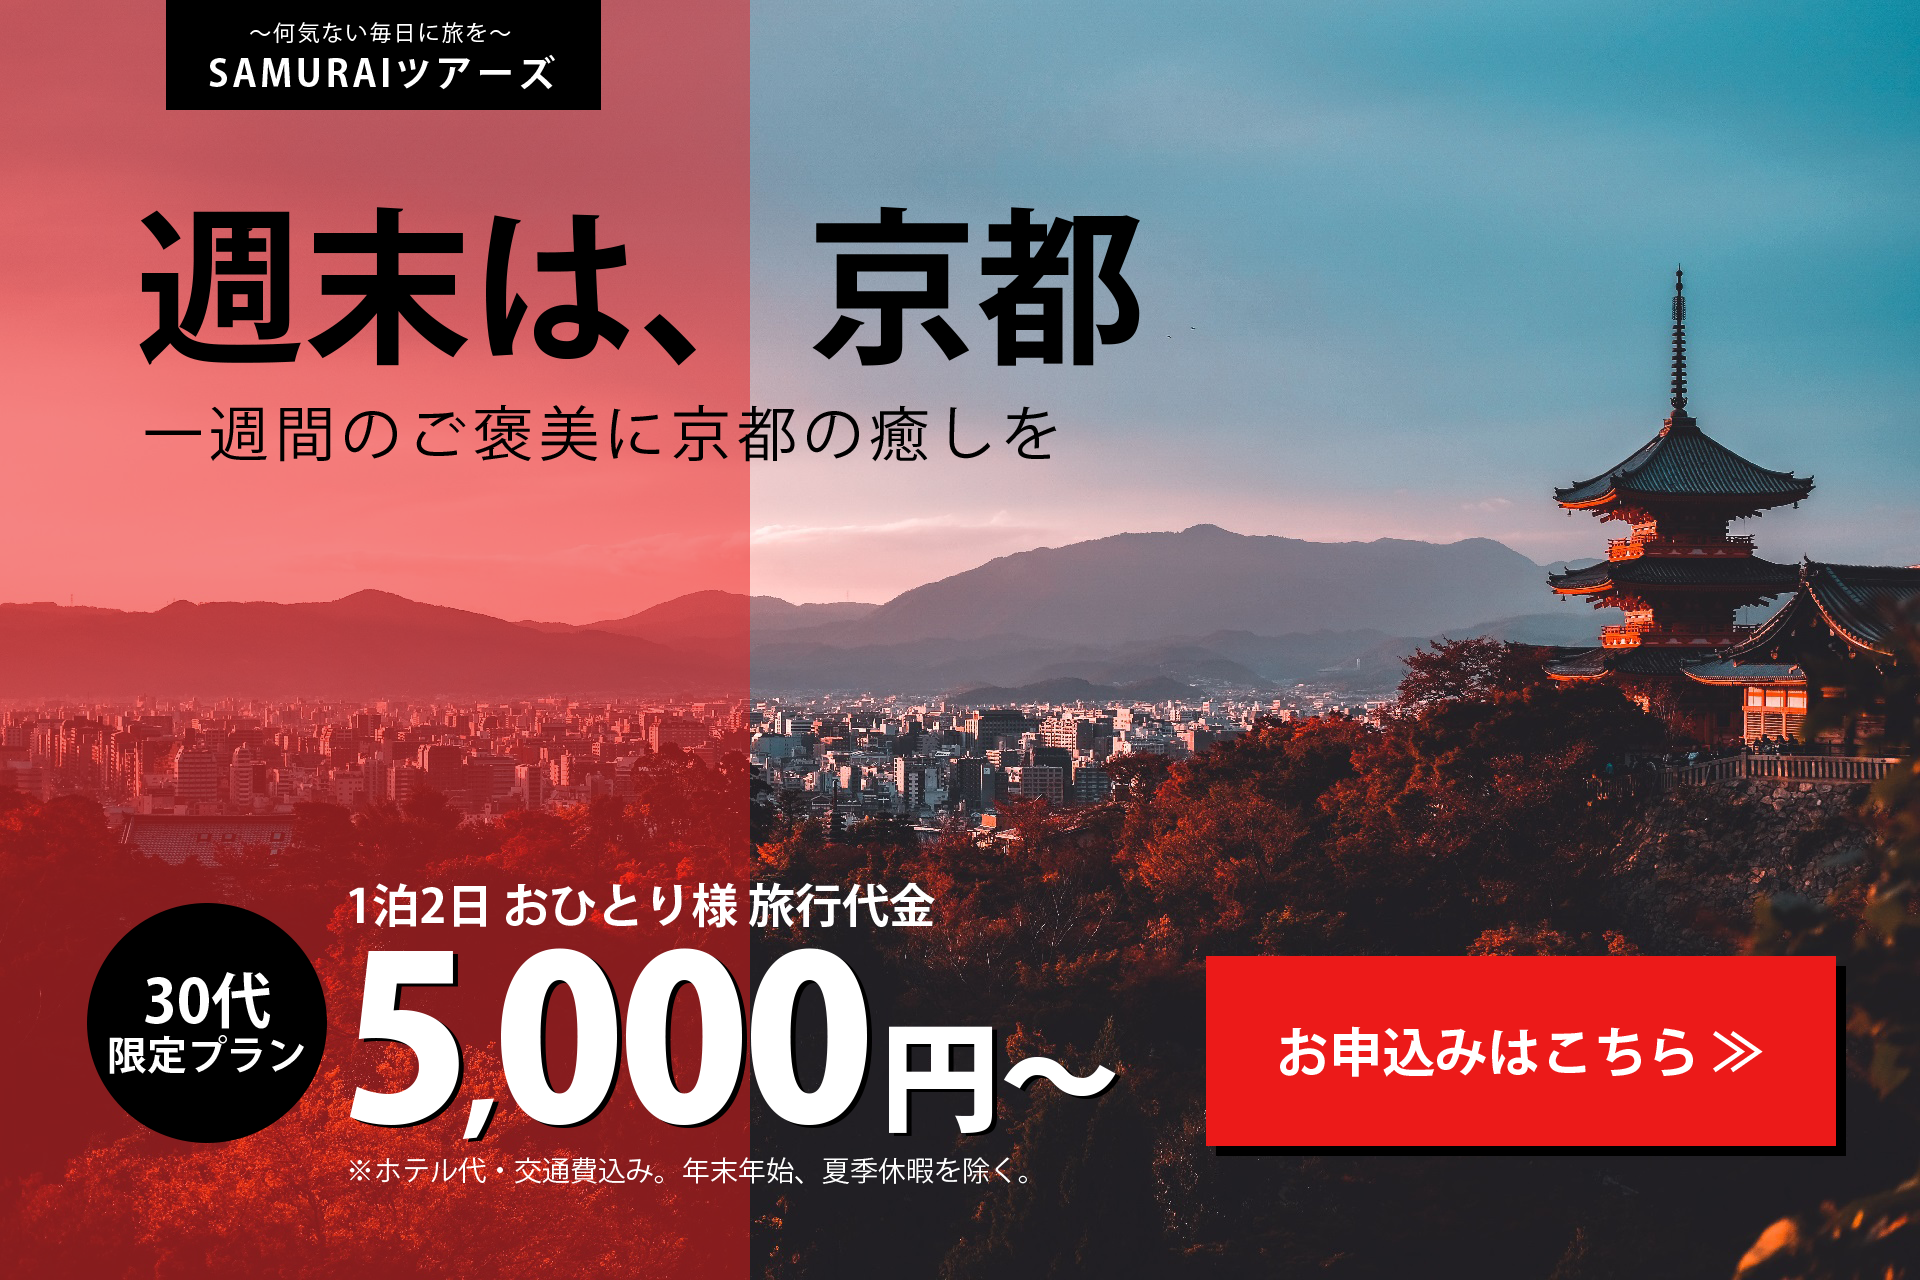 ～何気ない毎日に旅を～
SAMURAIツアーズ
週末は、京都
一週間のご褒美に京都の癒しを
1泊2日 おひとり様 旅行代金
30代
限定プラン
5,000円～
※ホテル代・交通費込み。年末年始、夏季休暇を除く。
お申込みはこちら ≫